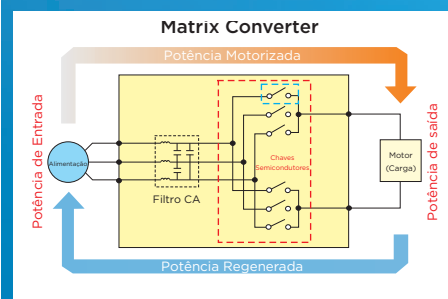 Matrix Converter
Potência Motorizada
Potência de Entrada
Alimentação
Filtro CA
Chaves
Semicondutores
Motor
(Carga)
Potência de saída
Potência Regenerada